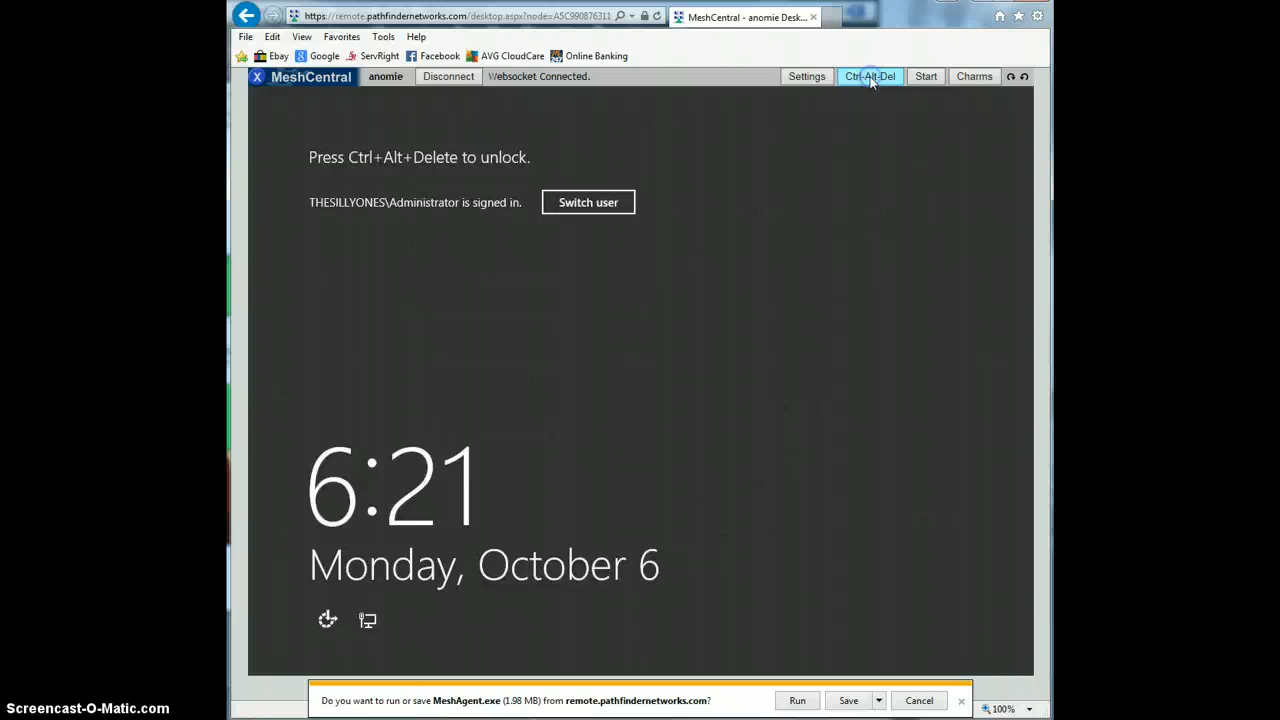 https://remote.pathfindernetworks.com/desktop.aspx?node=A5C990876311
MeshCentral - anomie Desk...
File Edit View Favorites Tools Help
Ebay Google ServRight Facebook AVG CloudCare Online Banking
X MeshCentral anomie Disconnect Websocket Connected. Settings Ctrl-Alt-Del Start Charms
Press Ctrl+Alt+Delete to unlock.
THESILLYONES\Administrator is signed in. Switch user
6:21
Monday, October 6
Do you want to run or save MeshAgent.exe (1.98 MB) from remote.pathfindernetworks.com? Run Save Cancel
100%
Screencast-O-Matic.com